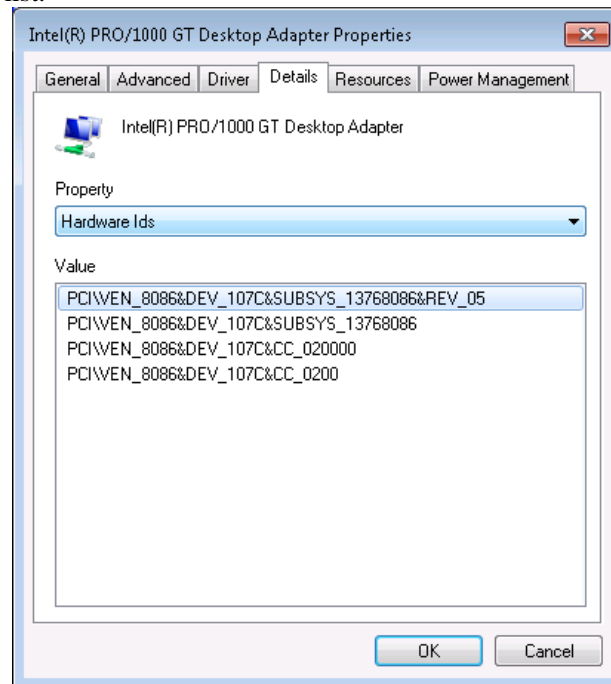 Intel(R) PRO/1000 GT Desktop Adapter Properties
General Advanced Driver Details Resources Power Management
Intel(R) PRO/1000 GT Desktop Adapter
Property
Hardware Ids
Value
PCI\VEN_8086&DEV_107C&SUBSYS_13768086&REV_05
PCI\VEN_8086&DEV_107C&SUBSYS_13768086
PCI\VEN_8086&DEV_107C&CC_020000
PCI\VEN_8086&DEV_107C&CC_0200
OK Cancel